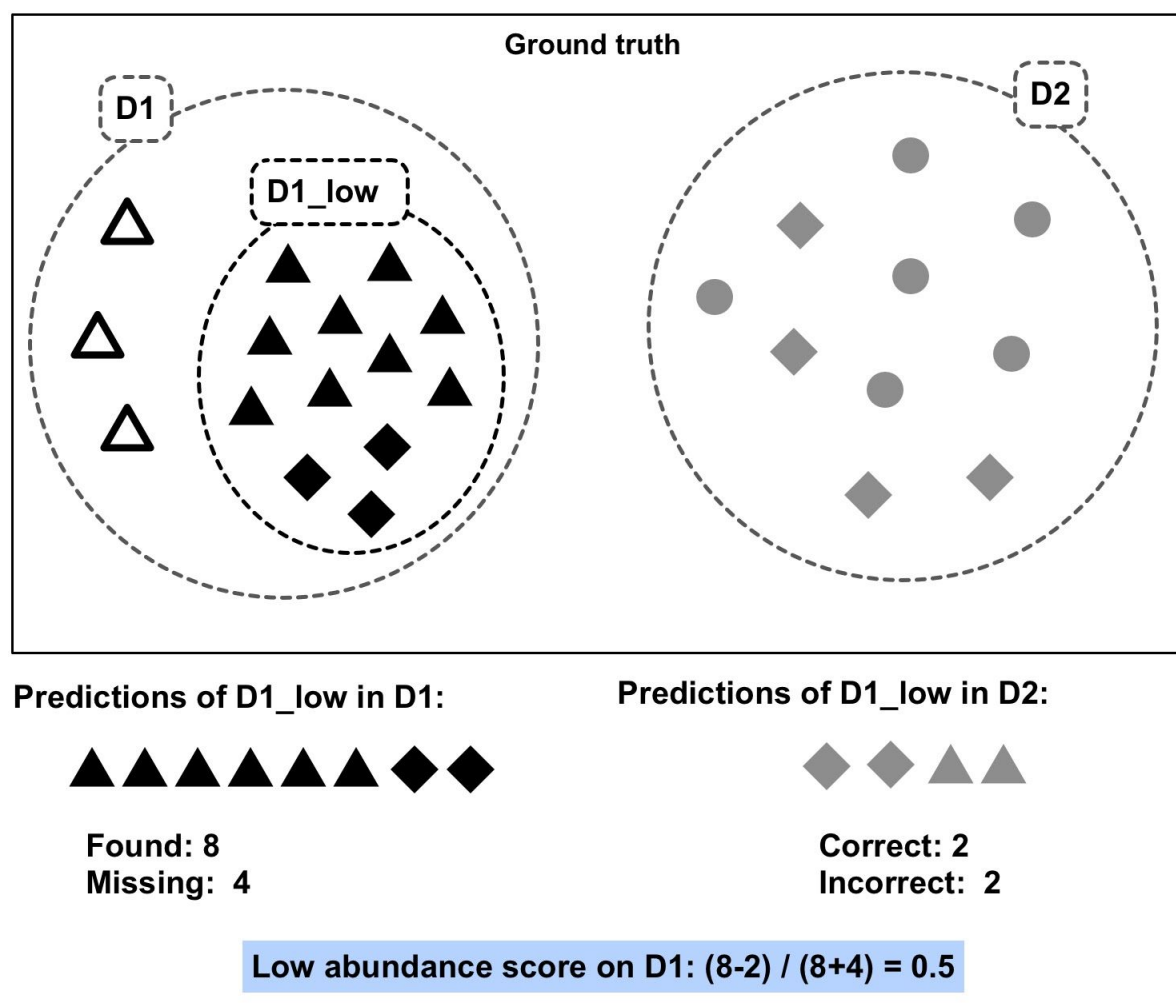 Ground truth
D1
D2
D1_low
Predictions of D1_low in D1:
Found: 8
Missing: 4
Predictions of D1_low in D2:
Correct: 2
Incorrect: 2
Low abundance score on D1: (8-2) / (8+4) = 0.5